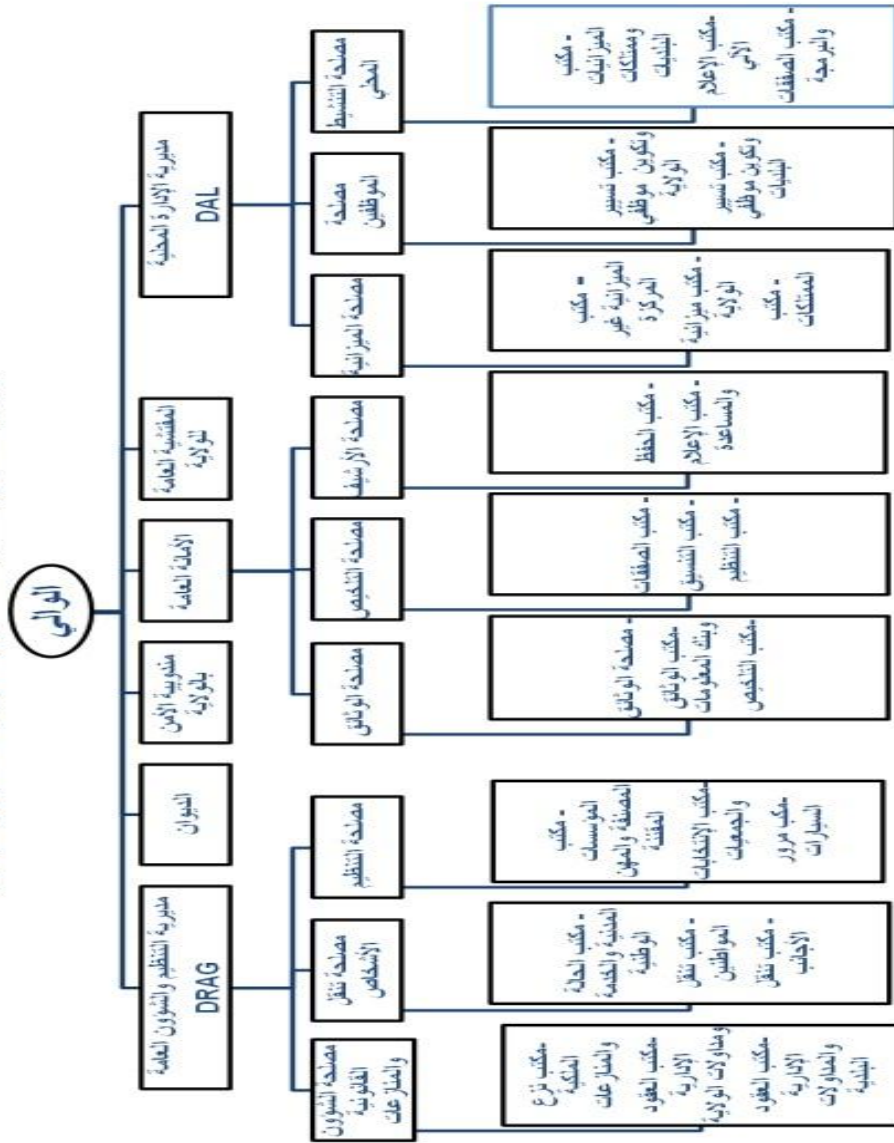 الوالي
مديرية الإدارة المحلية
DAL
المفتشية العامة
للولاية
الأمانة العامة
مندوبية الأمن
بالولاية
الديوان
مديرية التنظيم والشؤون العامة
DRAG
مصلحة التنشيط
المحلي
مصلحة
الموظفين
مصلحة الميزانية
مصلحة الأرشيف
مصلحة التلخيص
مصلحة الوثائق
مصلحة التنظيم
مصلحة تنقل
الأشخاص
مصلحة الشؤون
القانونية
والمنازعات
- مكتب
الميزانيات
وممتلكات
البلديات
-مكتب الإعلام
الآلي
- مكتب الصفقات
والبرمجة
- مكتب تسيير
وتكوين موظفي
الولاية
- مكتب تسيير
وتكوين موظفي
البلديات
- مكتب
الميزانية غير
المركزة
- مكتب ميزانية
الولاية
- مكتب
الممتلكات
- مكتب الحفظ
- مكتب الإعلام
والمساعدة
- مكتب الصفقات
- مكتب التنسيق
- مكتب التنظيم
- مصلحة الوثائق
-مكتب الوثائق
وبنك المعلومات
-مكتب التلخيص
- مكتب
المؤسسات
المصنفة والمهن
المقننة
-مكتب الإنتخابات
والجمعيات
-مكب مرور
السيارات
- مكتب الحالة
المدنية والخدمة
الوطنية
- مكتب تنقل
المواطنين
- مكتب تنقل
الأجانب
-مكتب نزع
الملكية
والمنازعات
-مكتب العقود
الإدارية
ومداولات الولاية
-مكتب العقود
الإدارية
والمداولات
البلدية